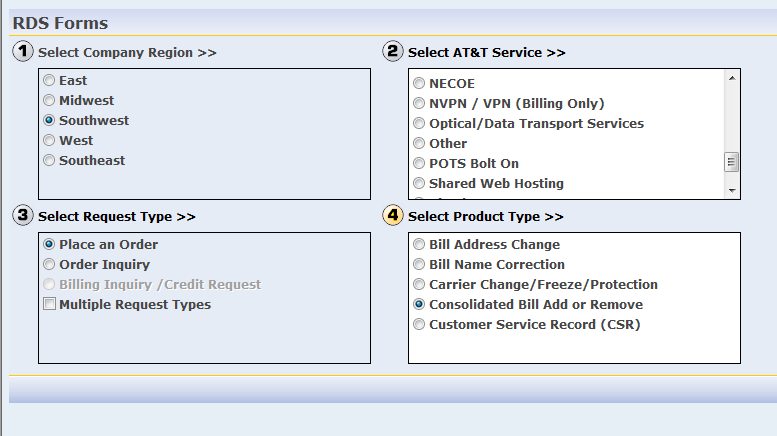 RDS Forms
1 Select Company Region >>
East
Midwest
Southwest
West
Southeast
2 Select AT&T Service >>
NECOE
NVPN / VPN (Billing Only)
Optical/Data Transport Services
Other
POTS Bolt On
Shared Web Hosting
3 Select Request Type >>
Place an Order
Order Inquiry
Billing Inquiry /Credit Request
Multiple Request Types
4 Select Product Type >>
Bill Address Change
Bill Name Correction
Carrier Change/Freeze/Protection
Consolidated Bill Add or Remove
Customer Service Record (CSR)